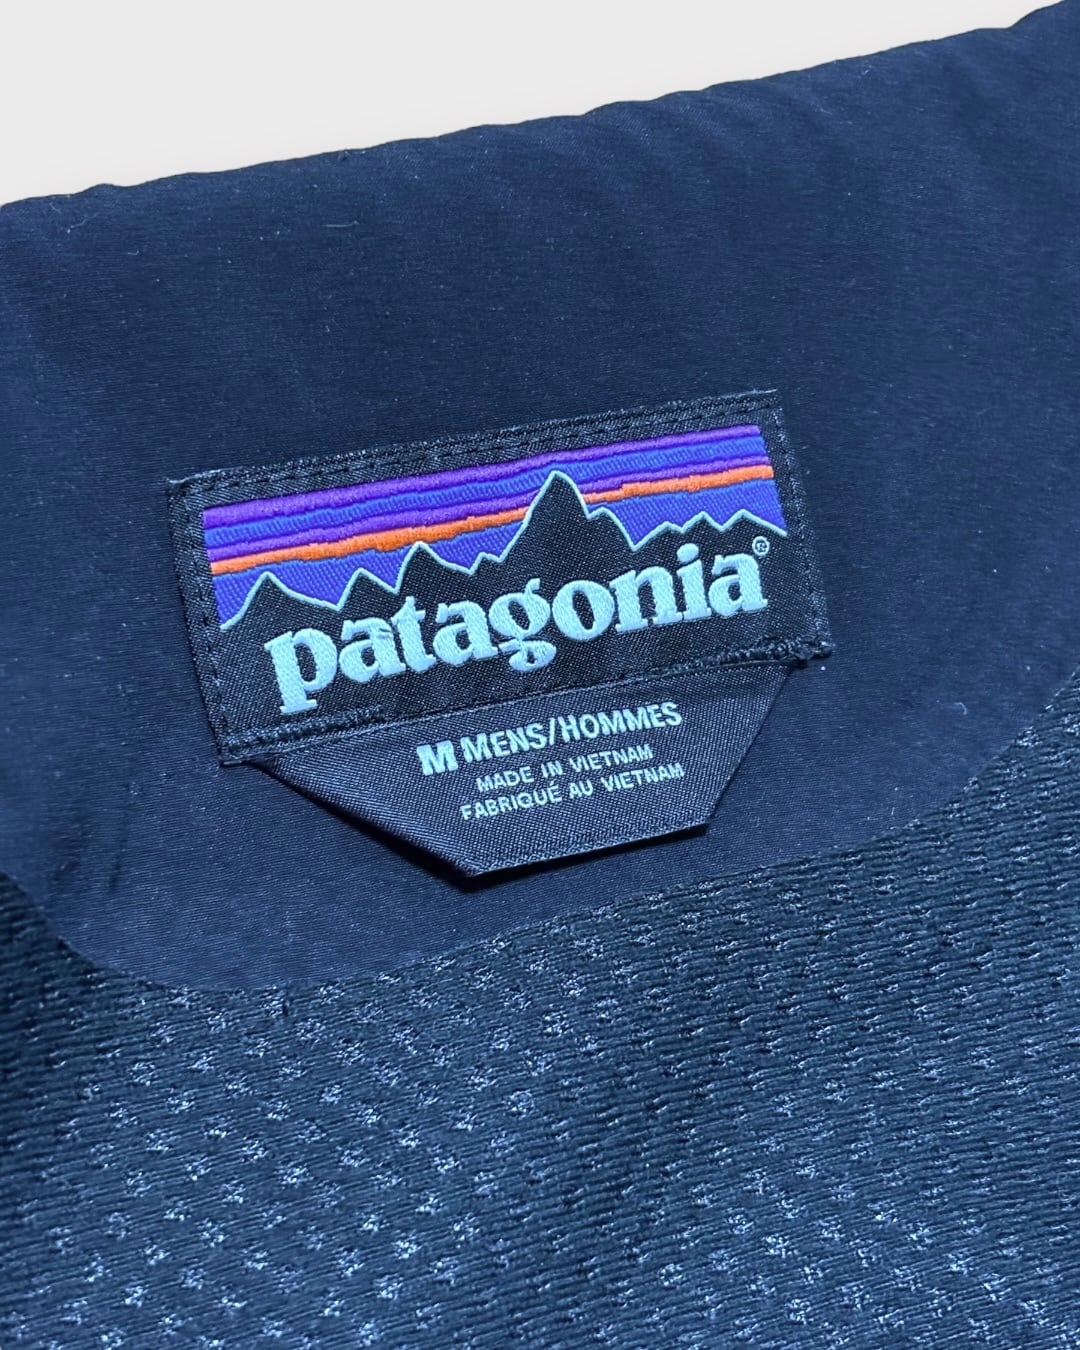 patagonia®
M MENS/HOMMES
MADE IN VIETNAM
FABRIQUÉ AU VIETNAM